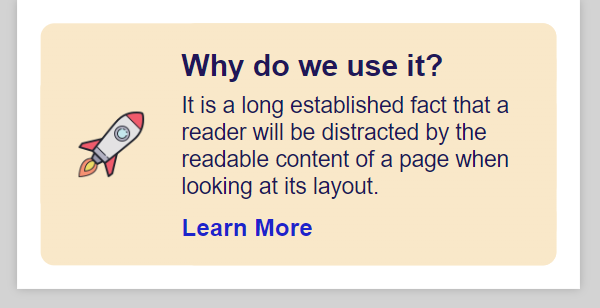 Why do we use it?
It is a long established fact that a
reader will be distracted by the
readable content of a page when
looking at its layout.
Learn More